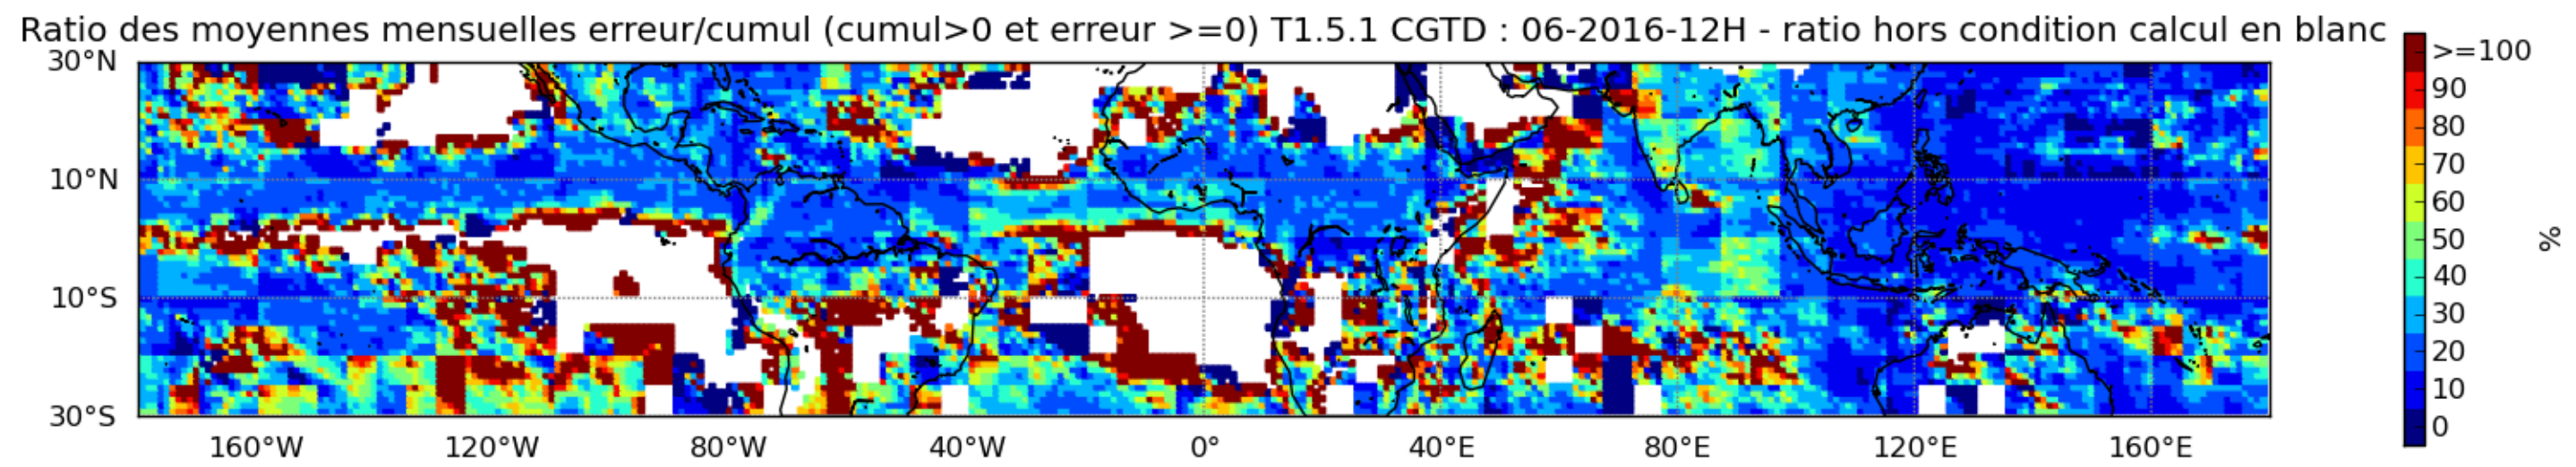 Ratio des moyennes mensuelles erreur/cumul (cumul>0 et erreur >=0) T1.5.1 CGTD : 06-2016-12H - ratio hors condition calcul en blanc
30°N
10°N
10°S
30°S
160°W 120°W 80°W 40°W 0° 40°E 80°E 120°E 160°E
>=100
90
80
70
60
50
40
30
20
10
0
%